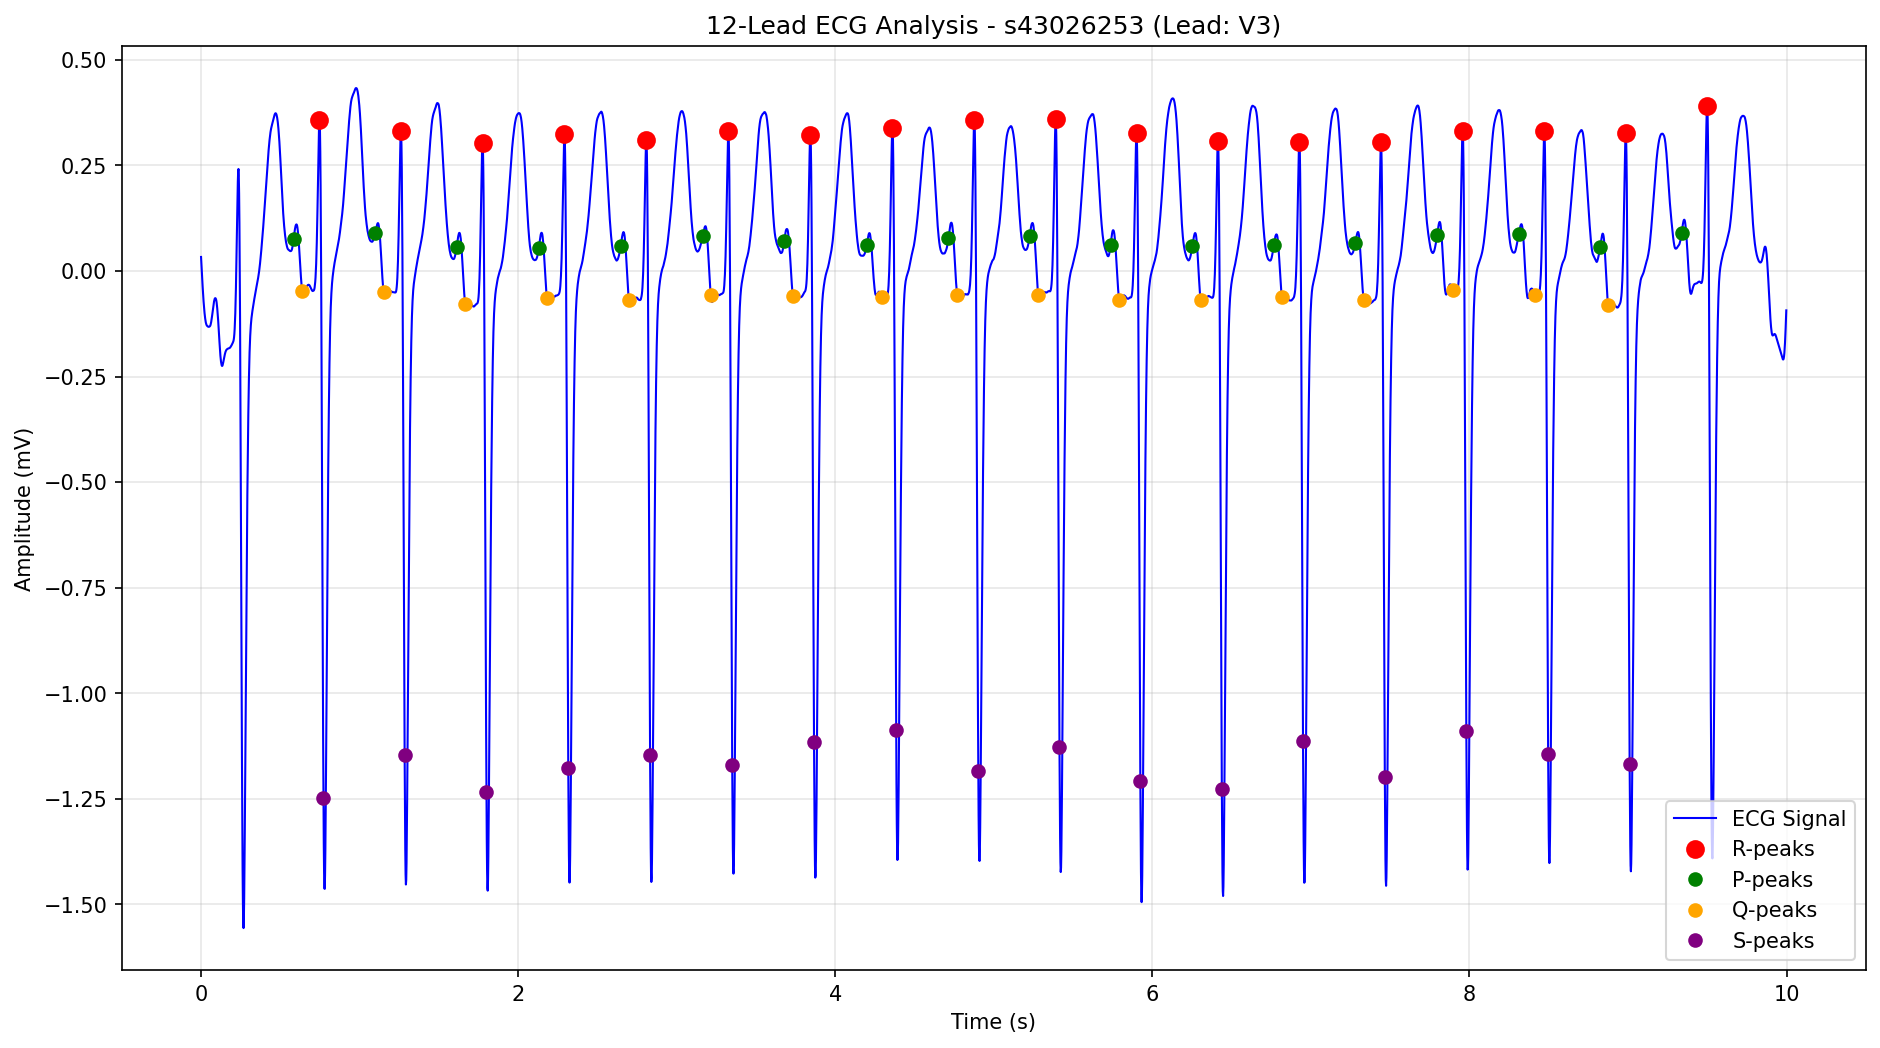 12-Lead ECG Analysis - s43026253 (Lead: V3)
0.50
0.25
0.00
−0.25
−0.50
−0.75
−1.00
−1.25
−1.50
Amplitude (mV)
ECG Signal
R-peaks
P-peaks
Q-peaks
S-peaks
0 2 4 6 8 10
Time (s)